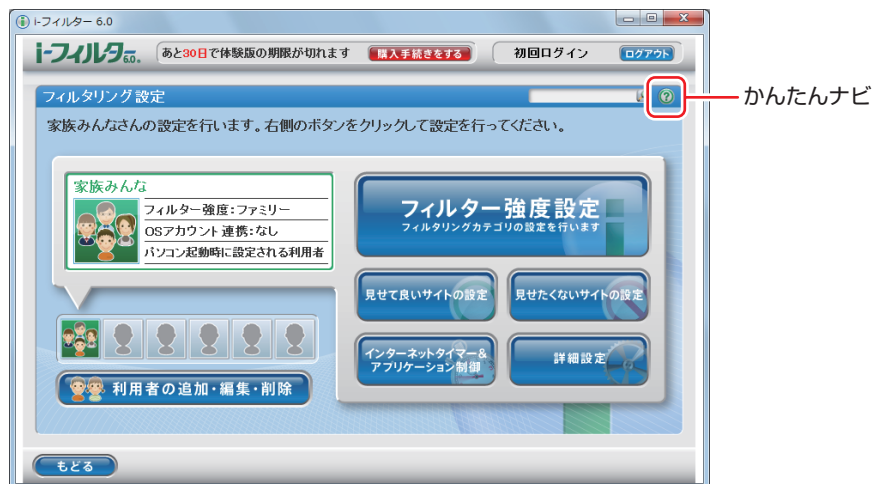 i-フィルター 6.0
i-フィルター 6.0
あと30日で体験版の期限が切れます
購入手続きをする
初回ログイン
ログアウト
フィルタリング設定
かんたんナビ
家族みんなさんの設定を行います。右側のボタンをクリックして設定を行ってください。
家族みんな
フィルター強度:ファミリー
OSアカウント連携:なし
パソコン起動時に設定される利用者
フィルター強度設定
フィルタリングカテゴリの設定を行います
見せて良いサイトの設定
見せたくないサイトの設定
インターネットタイマー&
アプリケーション制御
詳細設定
利用者の追加・編集・削除
もどる